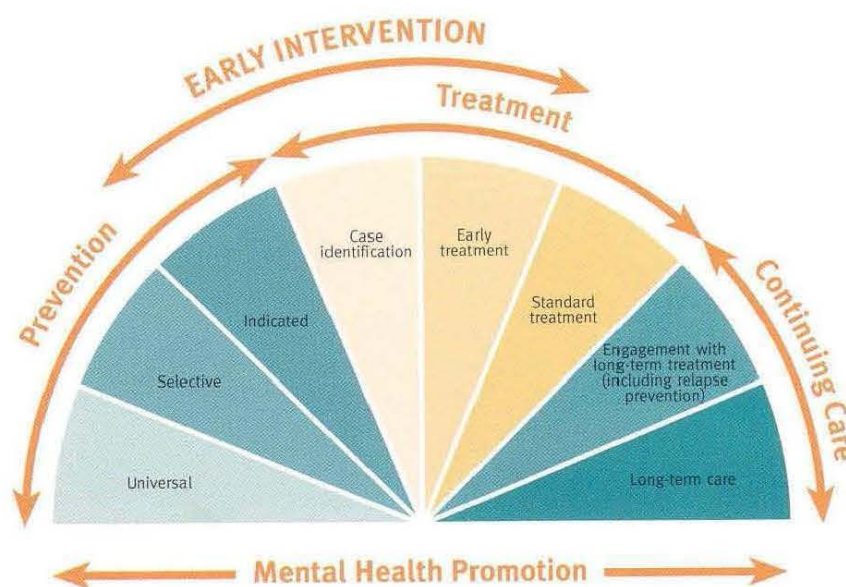 EARLY INTERVENTION
Treatment
Prevention
Continuing Care
Case
identification
Early
treatment
Indicated
Standard
treatment
Selective
Engagement with
long-term treatment
(including relapse
prevention)
Universal
Long-term care
Mental Health Promotion